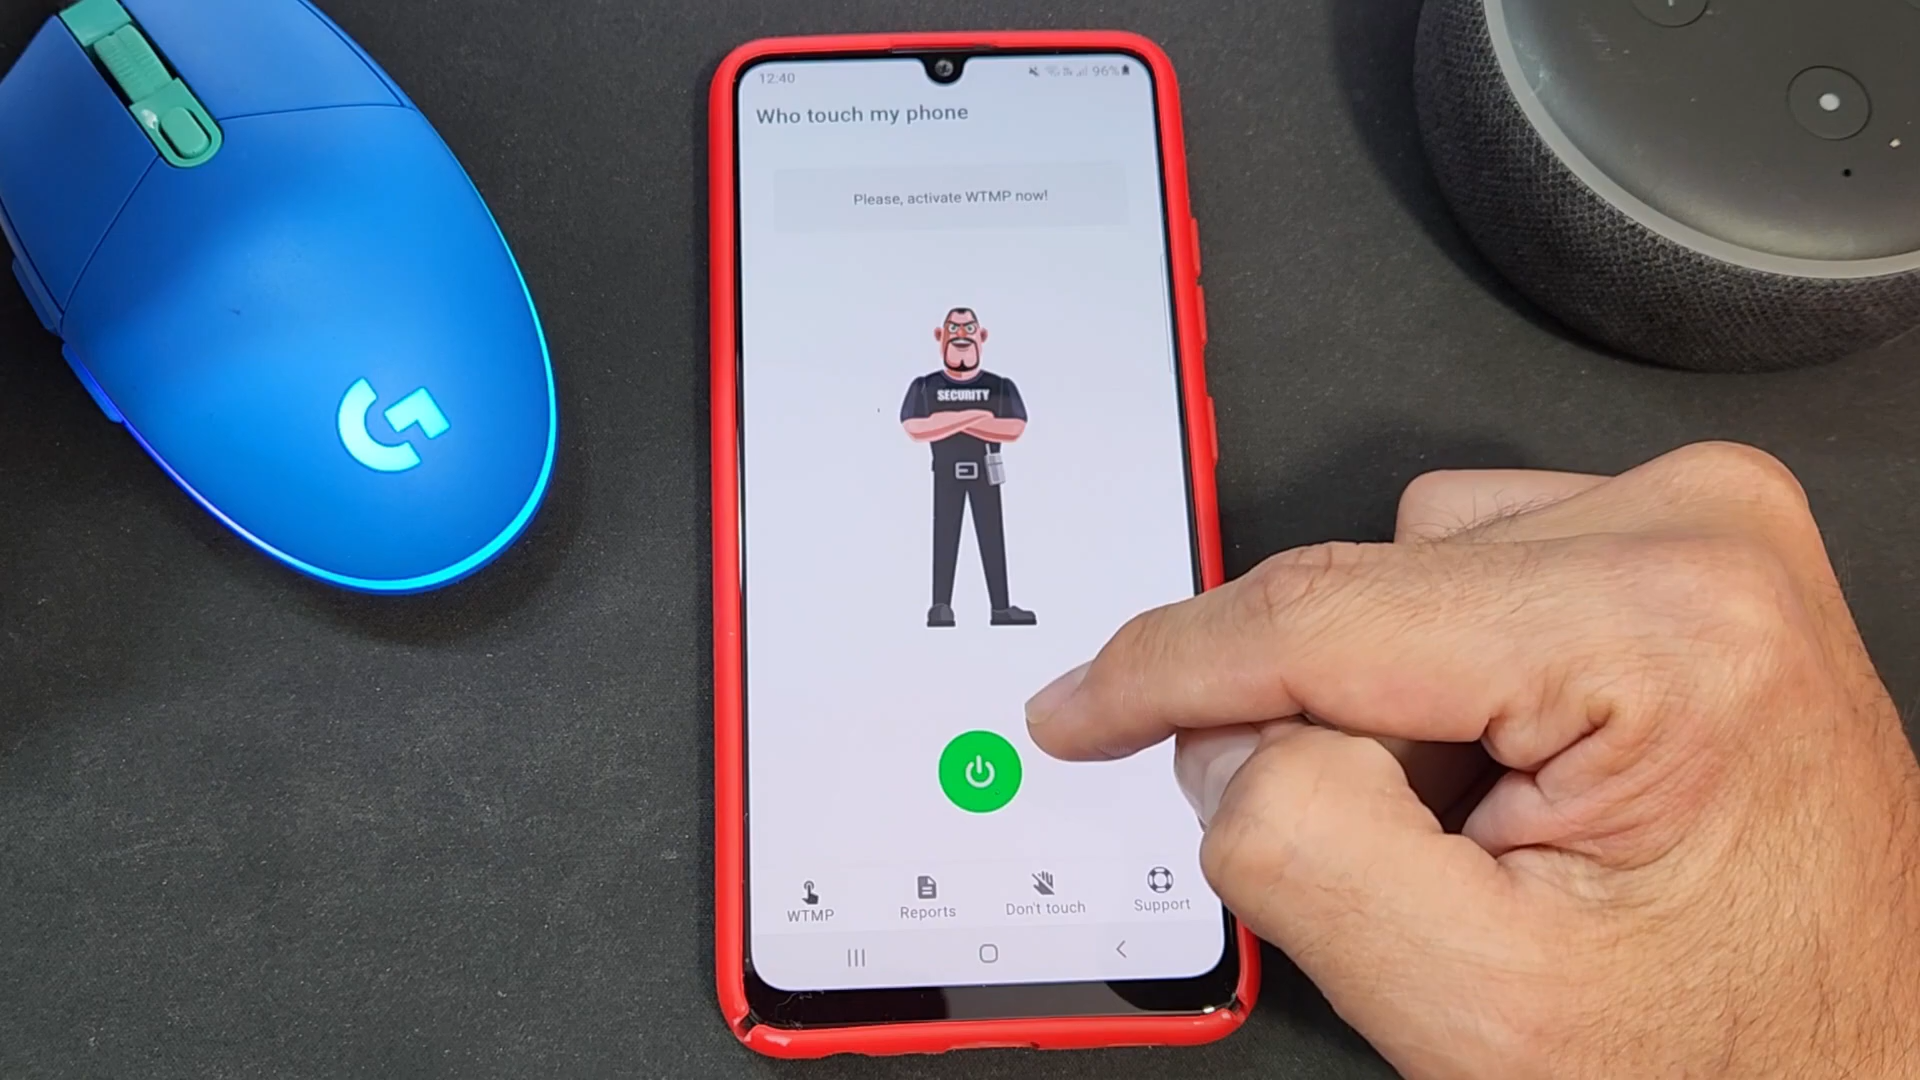 12:40
96%
Who touch my phone
Please, activate WTMP now!
SECURITY
WTMP
Reports
Don't touch
Support